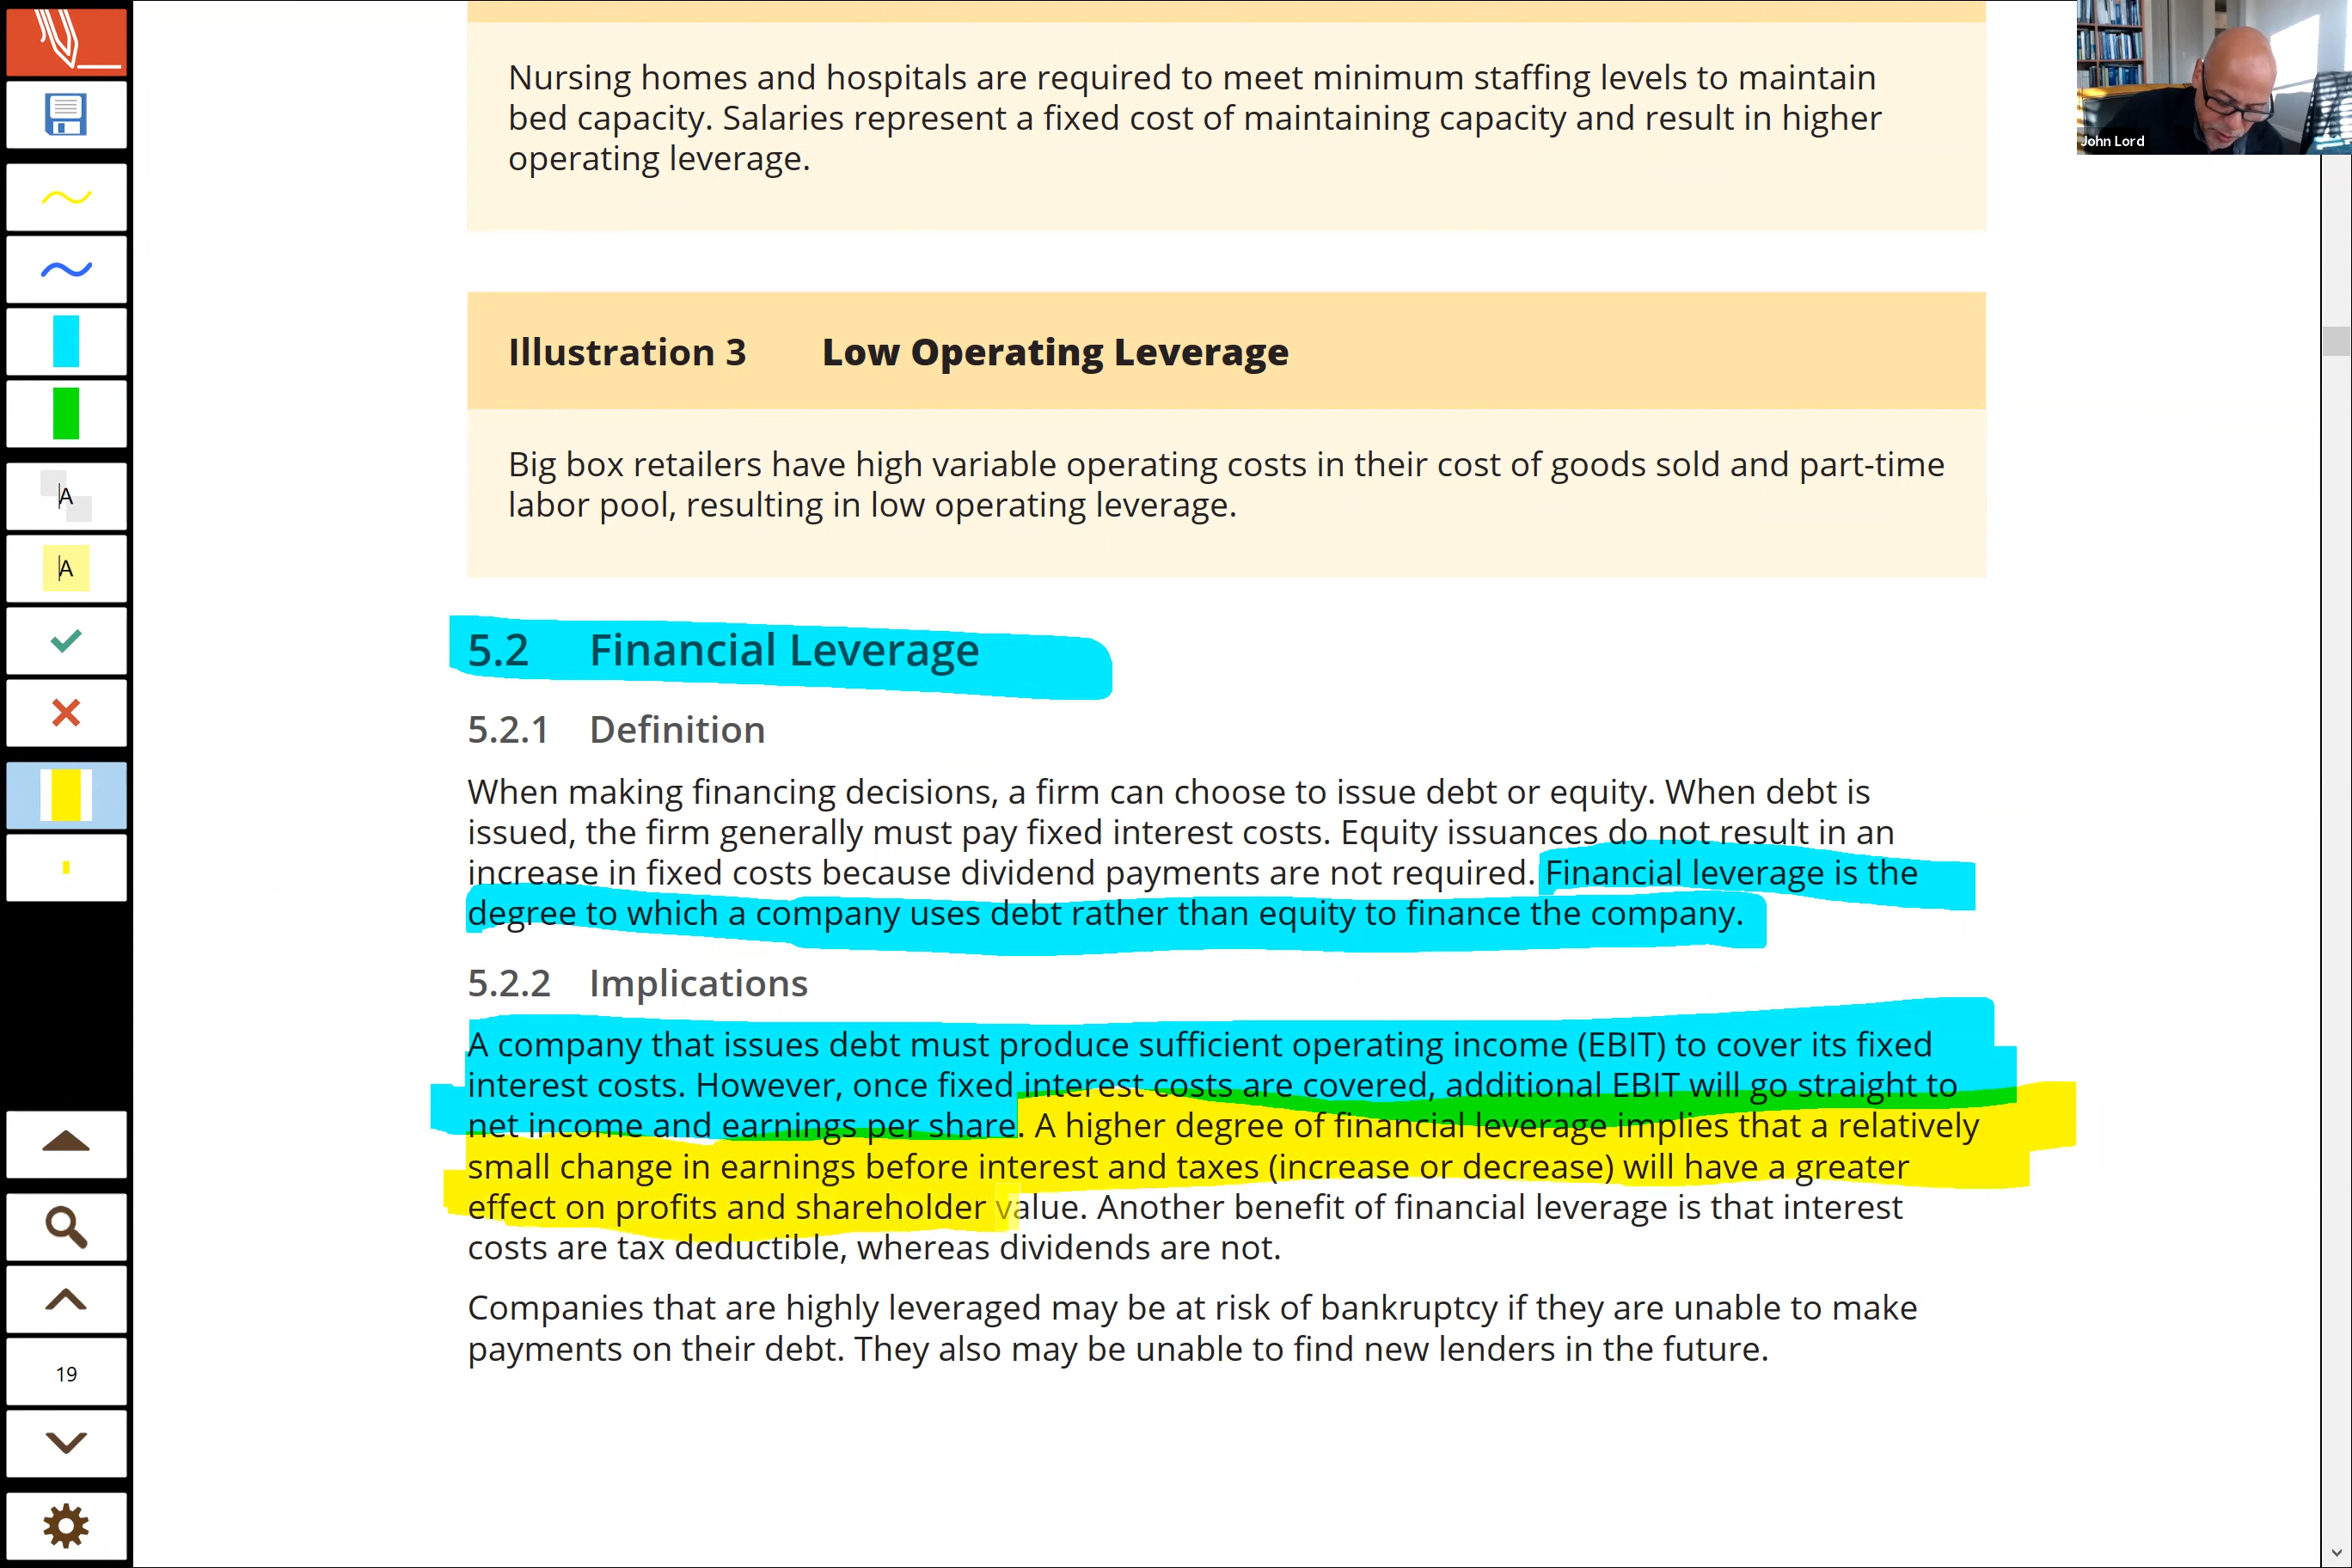 John Lord
Nursing homes and hospitals are required to meet minimum staffing levels to maintain
bed capacity. Salaries represent a fixed cost of maintaining capacity and result in higher
operating leverage.
Illustration 3 Low Operating Leverage
Big box retailers have high variable operating costs in their cost of goods sold and part-time
labor pool, resulting in low operating leverage.
A
A
5.2 Financial Leverage
5.2.1 Definition
When making financing decisions, a firm can choose to issue debt or equity. When debt is
issued, the firm generally must pay fixed interest costs. Equity issuances do not result in an
increase in fixed costs because dividend payments are not required. Financial leverage is the
degree to which a company uses debt rather than equity to finance the company.
5.2.2 Implications
A company that issues debt must produce sufficient operating income (EBIT) to cover its fixed
interest costs. However, once fixed interest costs are covered, additional EBIT will go straight to
net income and earnings per share. A higher degree of financial leverage implies that a relatively
small change in earnings before interest and taxes (increase or decrease) will have a greater
effect on profits and shareholder value. Another benefit of financial leverage is that interest
costs are tax deductible, whereas dividends are not.
Companies that are highly leveraged may be at risk of bankruptcy if they are unable to make
payments on their debt. They also may be unable to find new lenders in the future.
19